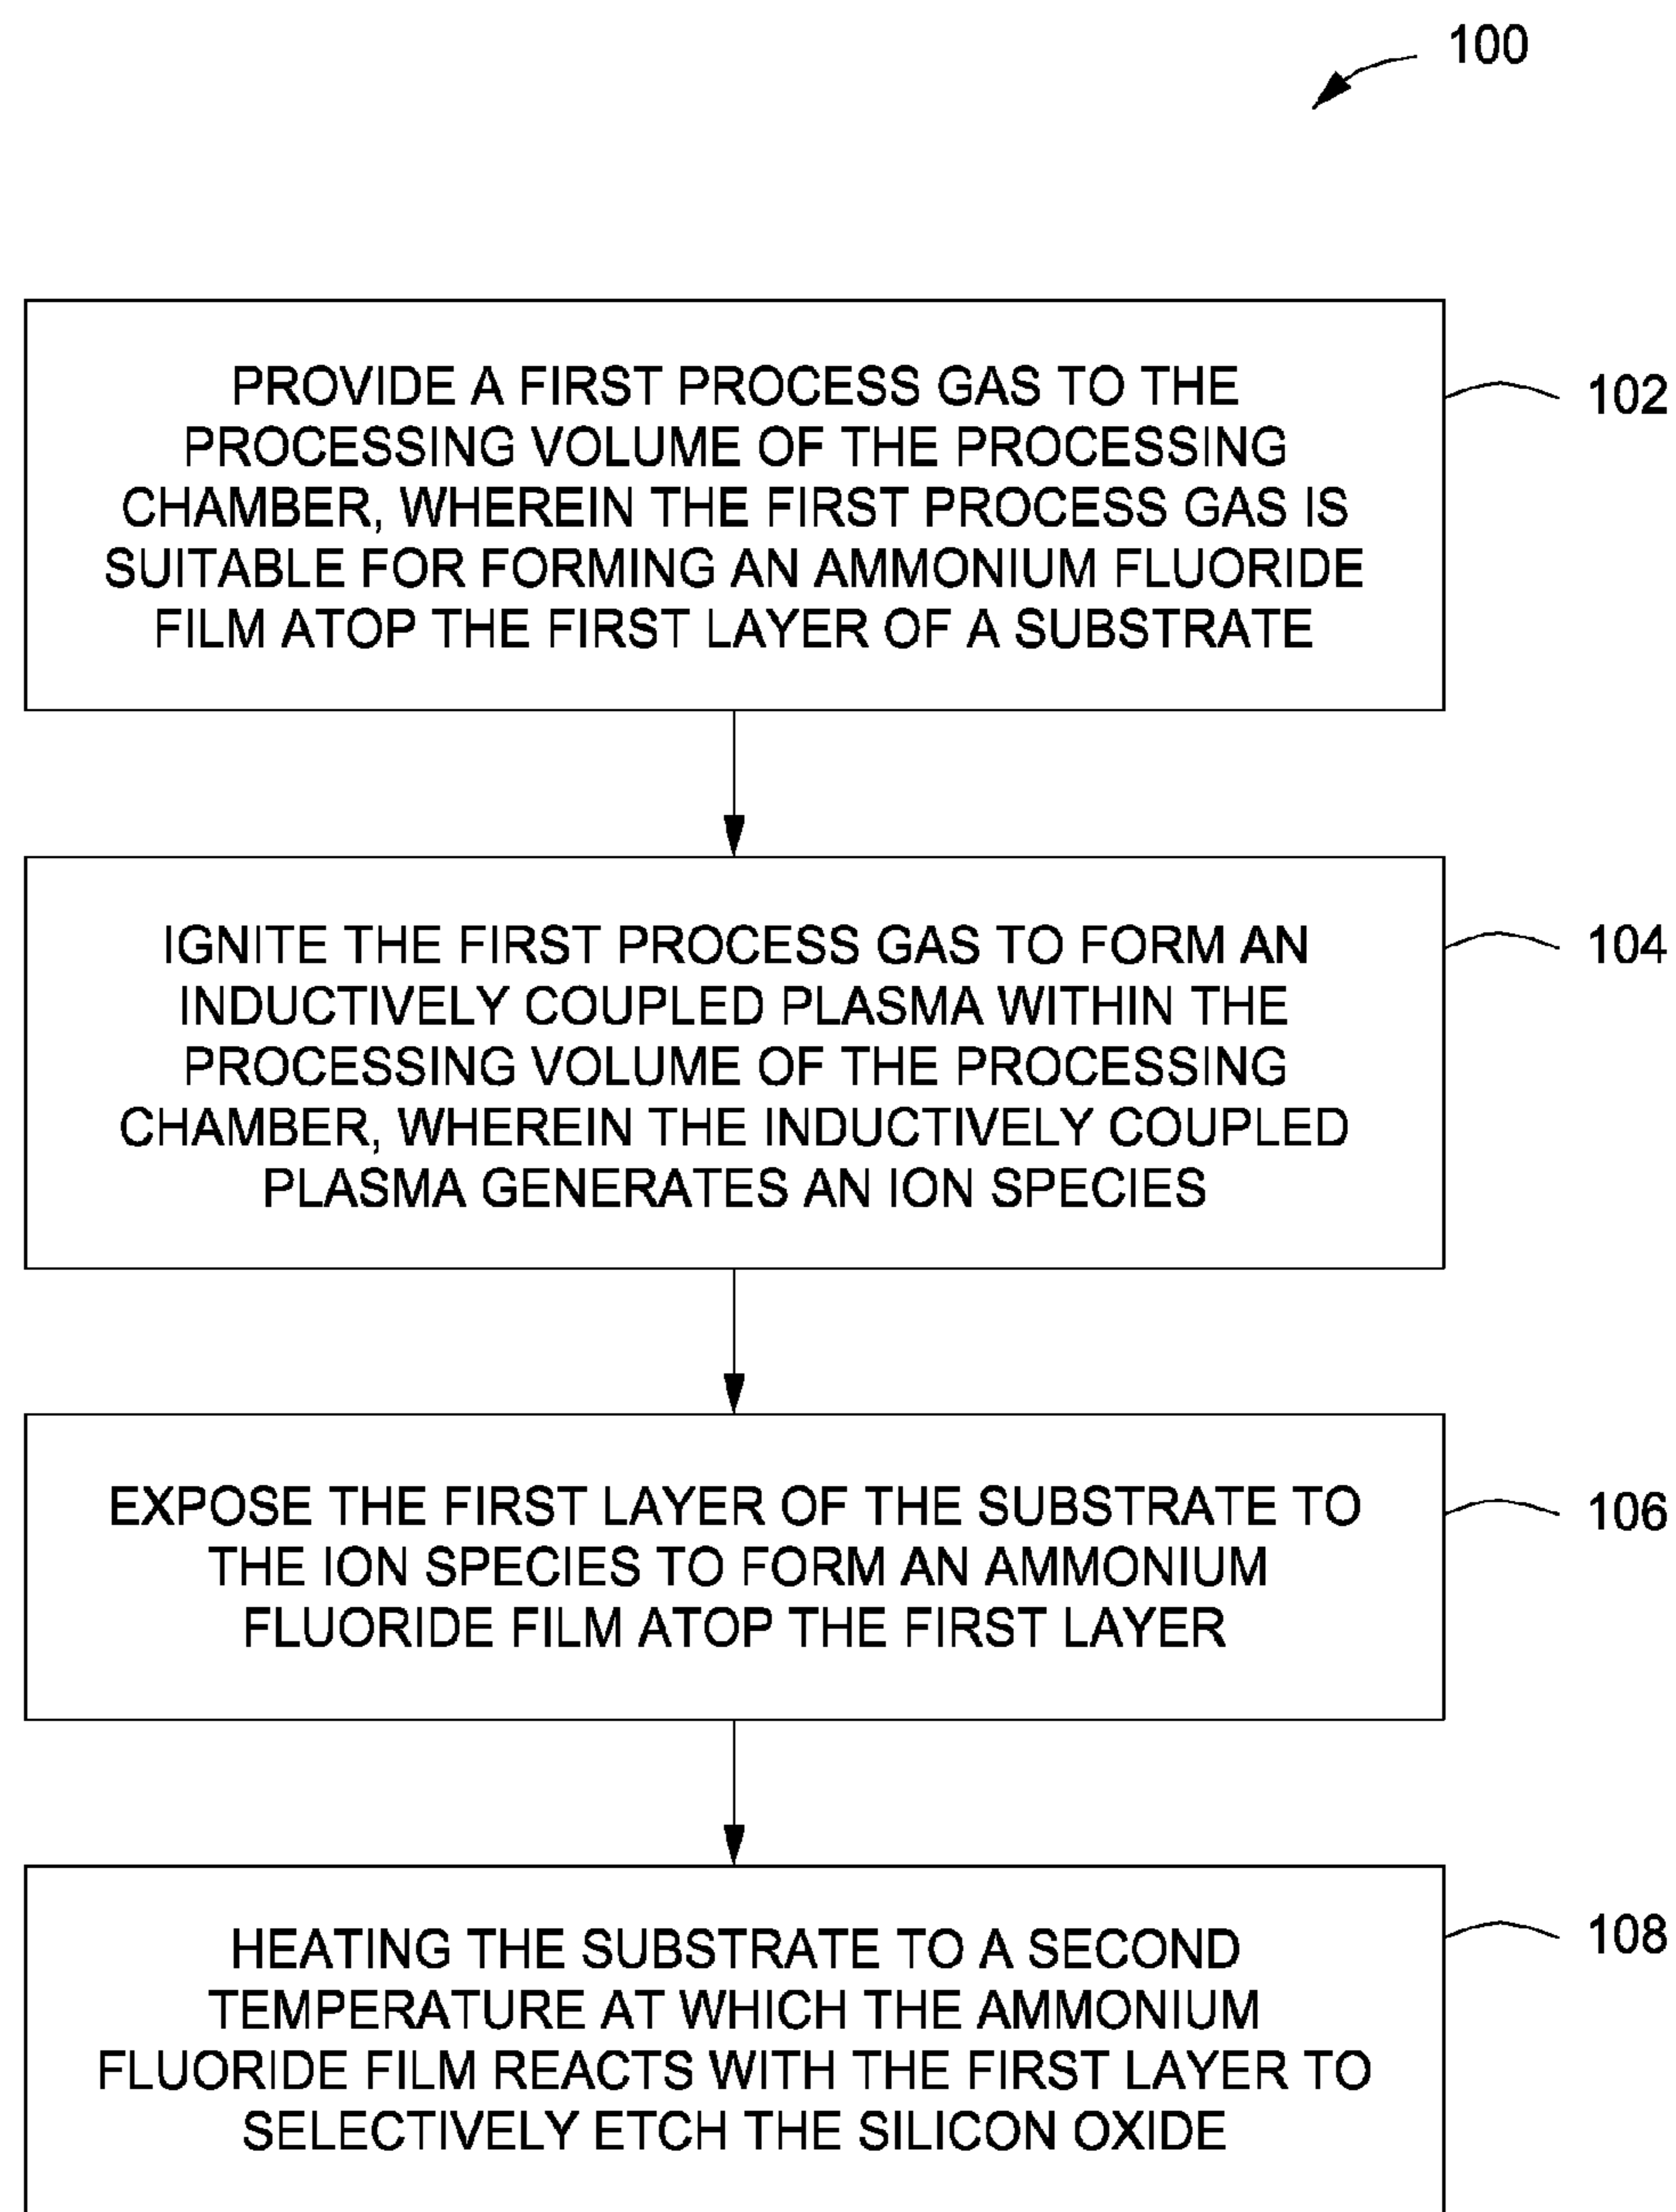 100
PROVIDE A FIRST PROCESS GAS TO THE
PROCESSING VOLUME OF THE PROCESSING
CHAMBER, WHEREIN THE FIRST PROCESS GAS IS
SUITABLE FOR FORMING AN AMMONIUM FLUORIDE
FILM ATOP THE FIRST LAYER OF A SUBSTRATE
102
IGNITE THE FIRST PROCESS GAS TO FORM AN
INDUCTIVELY COUPLED PLASMA WITHIN THE
PROCESSING VOLUME OF THE PROCESSING
CHAMBER, WHEREIN THE INDUCTIVELY COUPLED
PLASMA GENERATES AN ION SPECIES
104
EXPOSE THE FIRST LAYER OF THE SUBSTRATE TO
THE ION SPECIES TO FORM AN AMMONIUM
FLUORIDE FILM ATOP THE FIRST LAYER
106
HEATING THE SUBSTRATE TO A SECOND
TEMPERATURE AT WHICH THE AMMONIUM
FLUORIDE FILM REACTS WITH THE FIRST LAYER TO
SELECTIVELY ETCH THE SILICON OXIDE
108